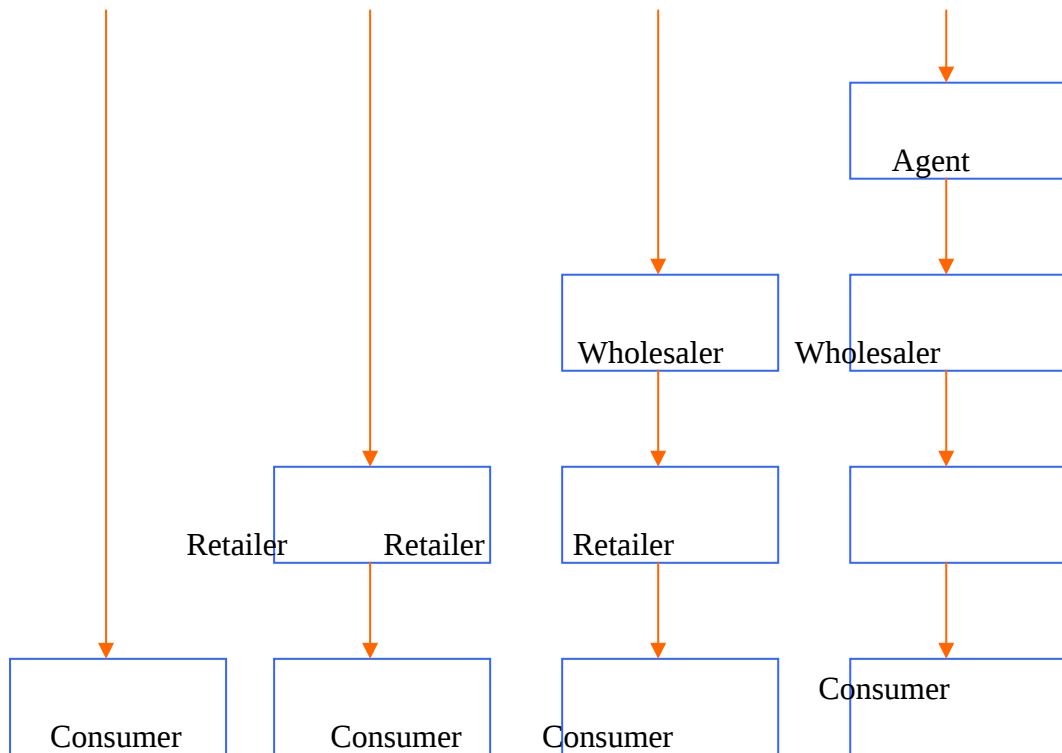 Agent
Wholesaler Wholesaler
Retailer Retailer Retailer
Consumer
Consumer Consumer Consumer